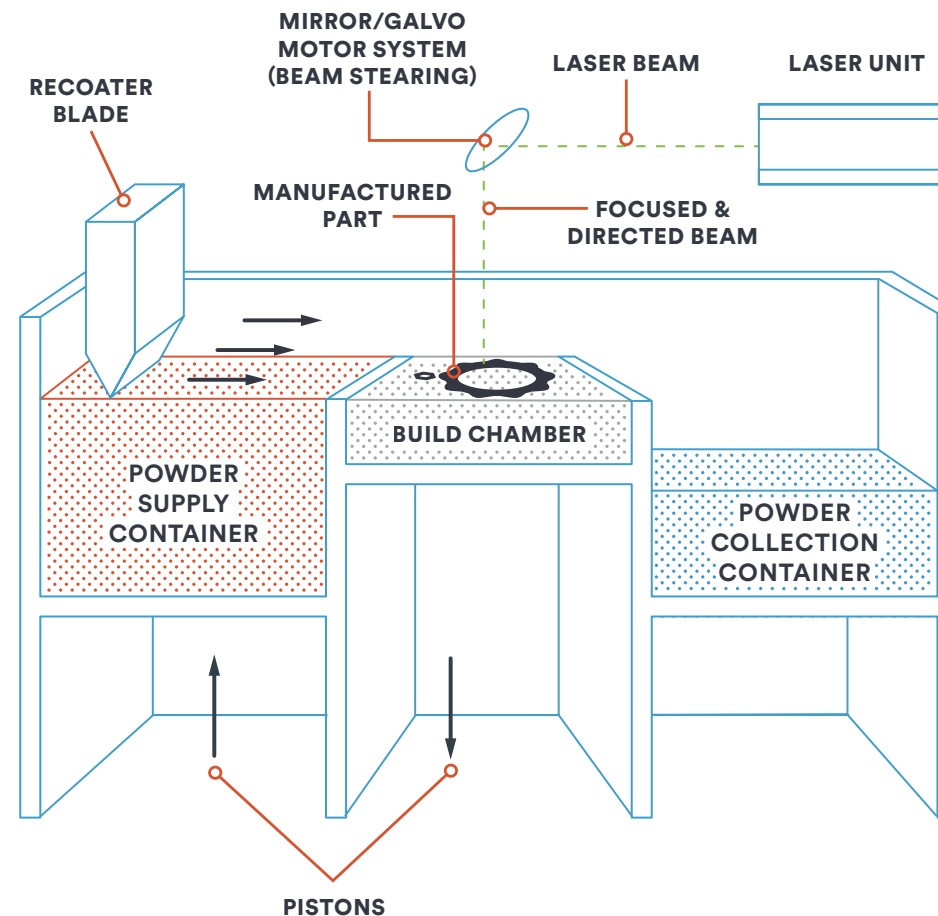 MIRROR/GALVO
MOTOR SYSTEM
(BEAM STEARING)
LASER BEAM
LASER UNIT
RECOATER
BLADE
MANUFACTURED
PART
FOCUSED &
DIRECTED BEAM
BUILD CHAMBER
POWDER
SUPPLY
CONTAINER
POWDER
COLLECTION
CONTAINER
PISTONS